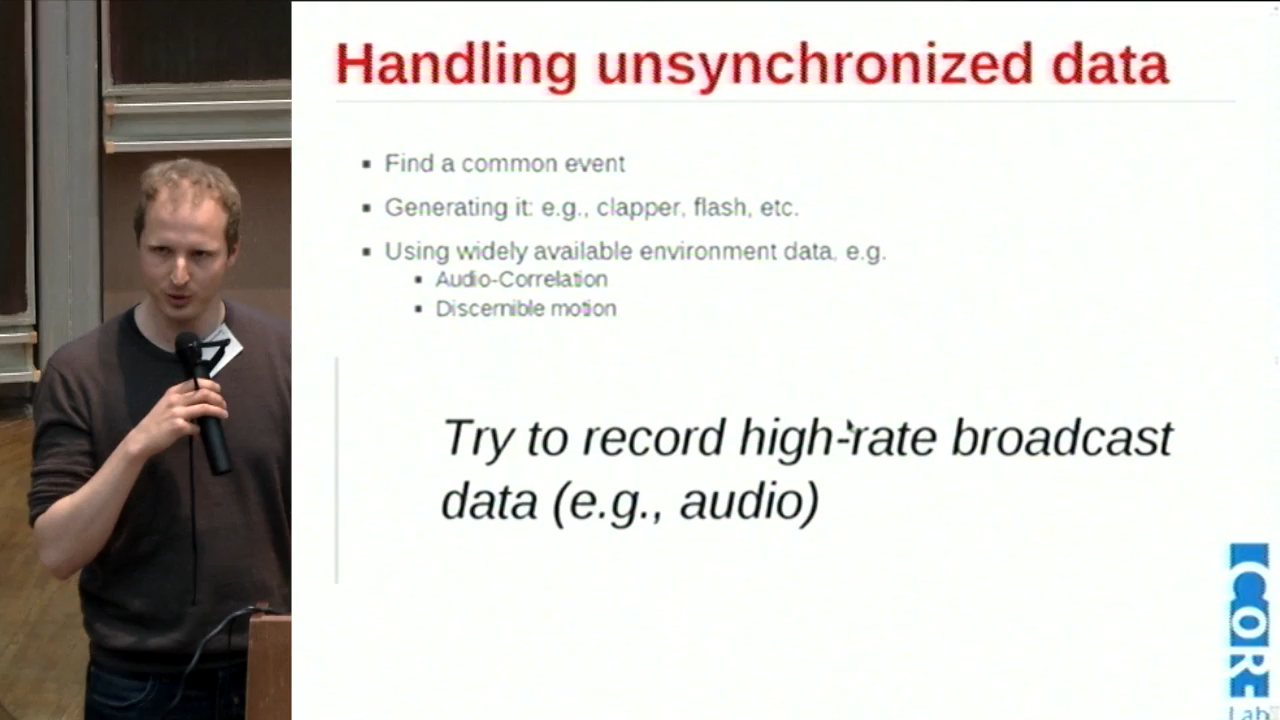 Handling unsynchronized data
Find a common event
Generating it: e.g., clapper, flash, etc.
Using widely available environment data, e.g.
Audio-Correlation
Discernible motion
Try to record high-rate broadcast
data (e.g., audio)
CORE
Lab